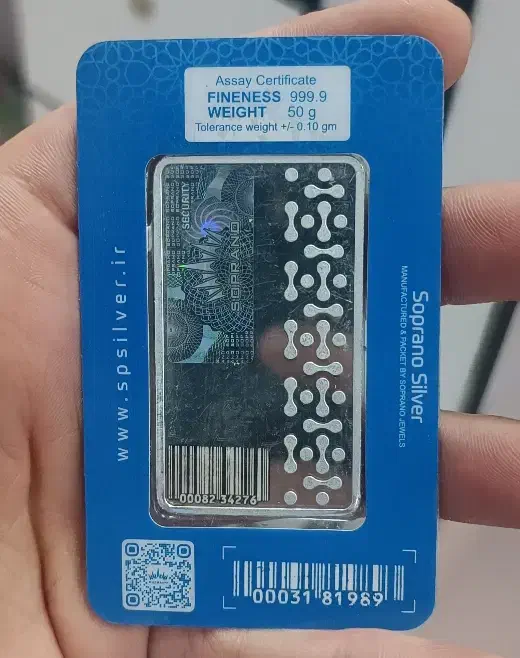 Assay Certificate
FINENESS 999.9
WEIGHT 50 g
Tolerance weight +/- 0.10 gm
SECURITY
SOPRANO
00082 34276
www.spsilver.ir
Soprano Silver
MANUFACTURED & PACKET BY SOPRANO JEWELS
00031 81989